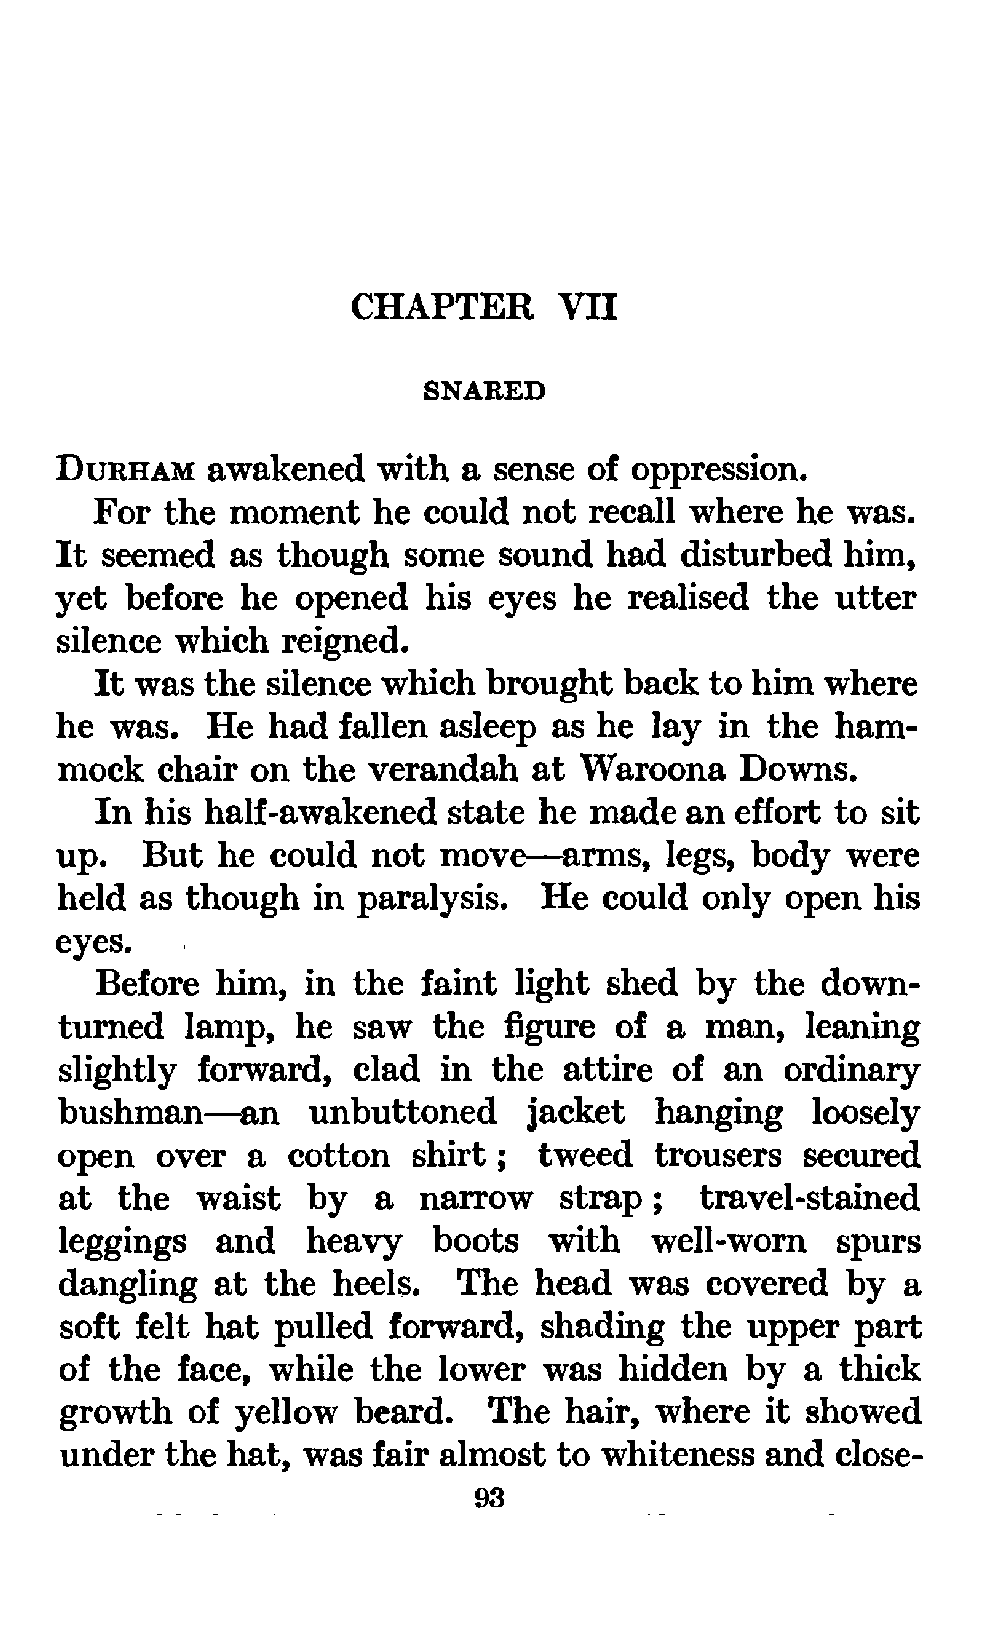 CHAPTER VII
SNARED
DURHAM awakened with a sense of oppression.
For the moment he could not recall where he was.
It seemed as though some sound had disturbed him,
yet before he opened his eyes he realised the utter
silence which reigned.
It was the silence which brought back to him where
he was. He had fallen asleep as he lay in the ham-
mock chair on the verandah at Waroona Downs.
In his half-awakened state he made an effort to sit
up. But he could not move—arms, legs, body were
held as though in paralysis. He could only open his
eyes.
Before him, in the faint light shed by the down-
turned lamp, he saw the figure of a man, leaning
slightly forward, clad in the attire of an ordinary
bushman—an unbuttoned jacket hanging loosely
open over a cotton shirt ; tweed trousers secured
at the waist by a narrow strap ; travel-stained
leggings and heavy boots with well-worn spurs
dangling at the heels. The head was covered by a
soft felt hat pulled forward, shading the upper part
of the face, while the lower was hidden by a thick
growth of yellow beard. The hair, where it showed
under the hat, was fair almost to whiteness and close-
93